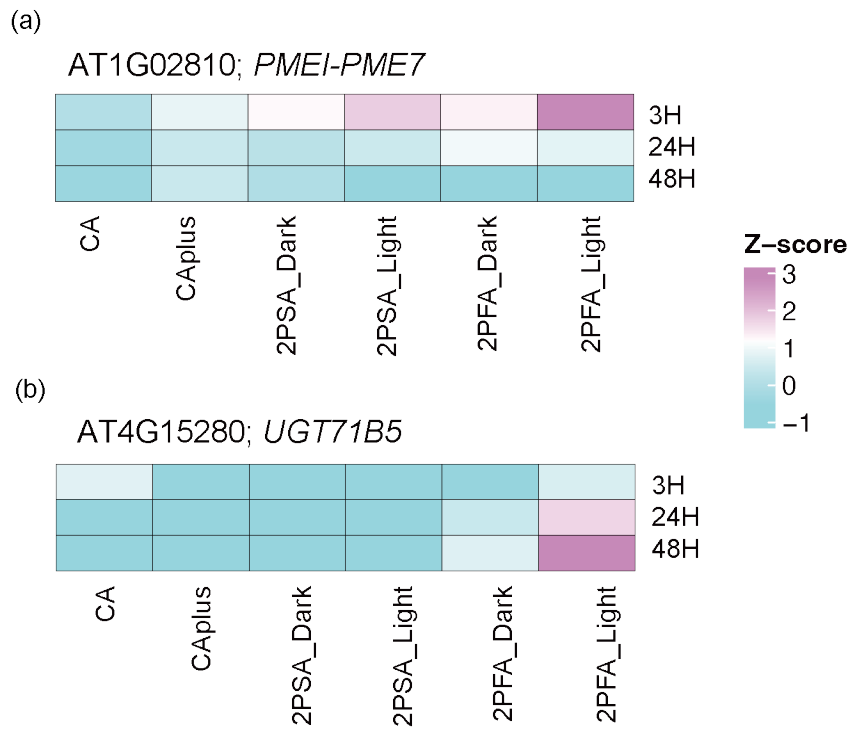 (a)
AT1G02810; PMEI-PME7
3H
24H
48H
CA
CAplus
2PSA_Dark
2PSA_Light
2PFA_Dark
2PFA_Light
Z−score
3
2
1
0
−1
(b)
AT4G15280; UGT71B5
3H
24H
48H
CA
CAplus
2PSA_Dark
2PSA_Light
2PFA_Dark
2PFA_Light